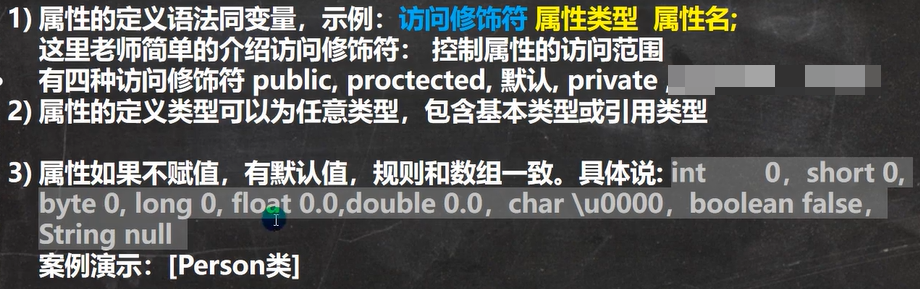 1) 属性的定义语法同变量，示例：访问修饰符 属性类型 属性名;
这里老师简单的介绍访问修饰符： 控制属性的访问范围
有四种访问修饰符 public, proctected, 默认, private ,
2) 属性的定义类型可以为任意类型，包含基本类型或引用类型
3) 属性如果不赋值，有默认值，规则和数组一致。具体说: int 0，short 0,
byte 0, long 0, float 0.0,double 0.0，char \u0000，boolean false，
String null
案例演示：[Person类]